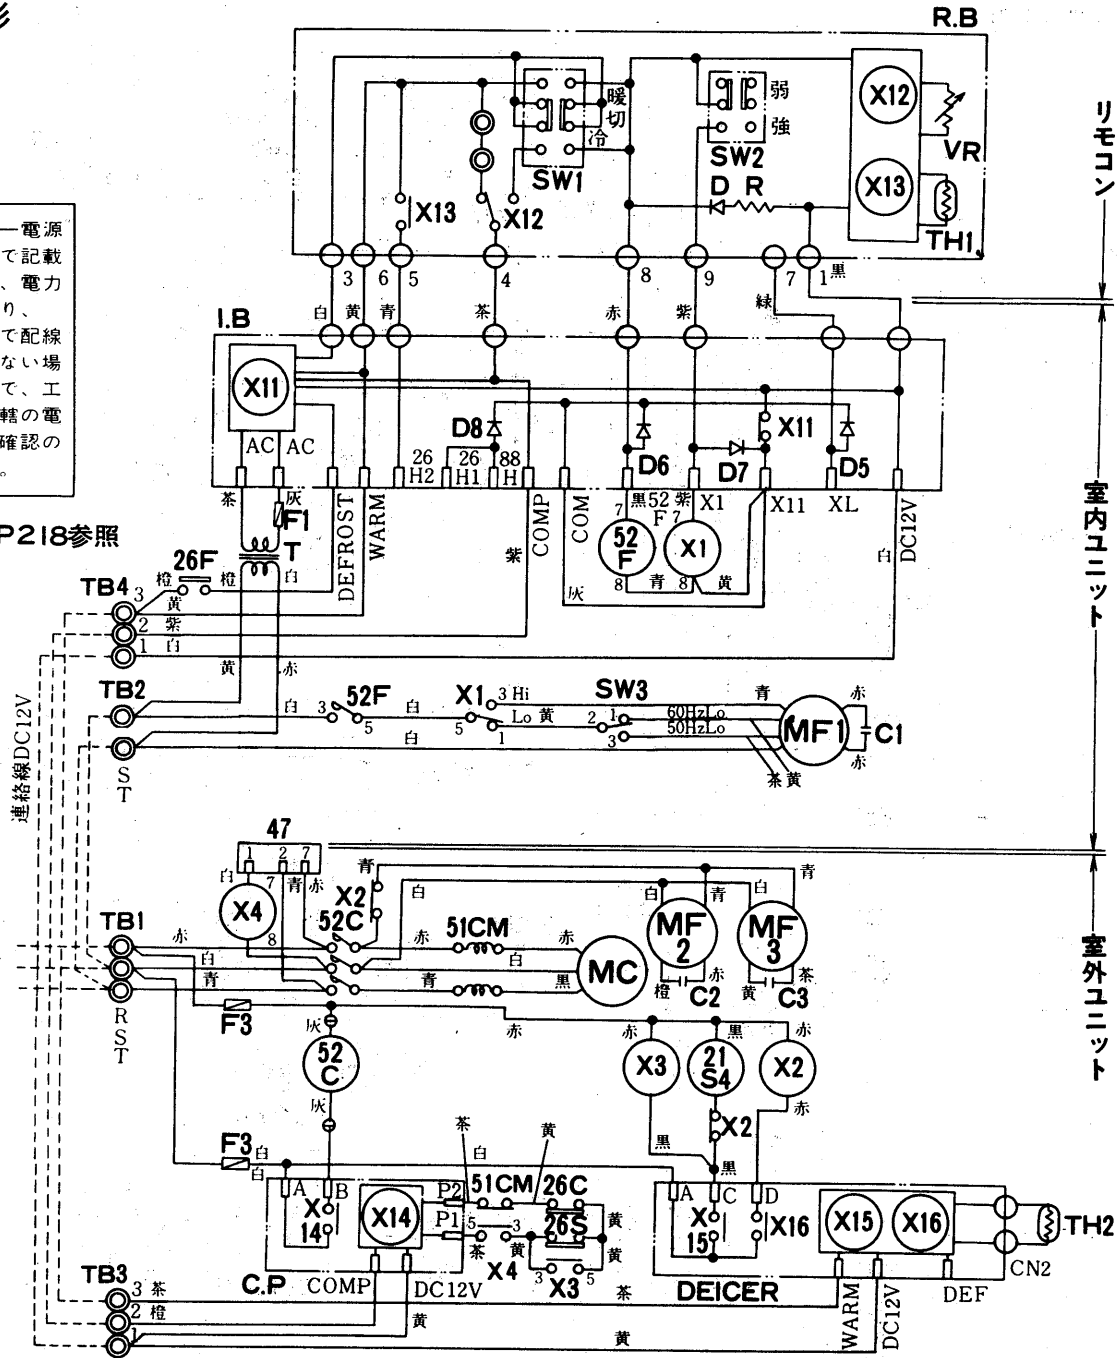 形
R.B
X12
暖
切
冷
弱
強
リモコン
VR
SW1
SW2
D R
X13
X13
X12
TH1
一電源
で記載
、電力
り、
で配線
ない場
で、工
轄の電
確認の
。
3
6
5
4
8
9
7
1
黒
白
黄
青
茶
赤
紫
緑
I.B
X11
AC
AC
D8
D6
D7
X11
D5
26
H2
26
H1
88
H
茶
灰
F1
T
DEFROST
WARM
COMP
COM
黒
52
F
紫
X1
X11
XL
DC12V
7
7
52
F
X1
8
青
8
黄
紫
灰
白
室内ユニット
P218参照
26F
橙
橙
白
TB4
3
黄
2
紫
1
白
黄
赤
TB2
白
3
52F
5
白
5
X1
3 Hi
Lo
黄
1
SW3
2
1
60HzLo
50HzLo
3
青
赤
MF1
C1
赤
白
茶
黄
S
T
連絡線DC12V
47
1
2
7
白
7
青
赤
X4
8
X2
52C
青
白
青
白
青
白
51CM
MF
2
MF
3
TB1
赤
白
青
赤
白
青
赤
黒
MC
橙
赤
C2
黄
茶
C3
室外ユニット
R
S
T
F3
灰
52
C
灰
赤
赤
黒
赤
X3
21
S4
X2
赤
X2
黒
黒
茶
黄
F3
白
白
白
A
B
X
14
X14
P2
P1
51CM
26C
26S
5
3
茶
黄
X4
3
X3
5
黄
黄
A
C
D
X
15
X16
X15
X16
TH2
CN2
C.P
COMP
DC12V
DEICER
WARM
DC12V
DEF
TB3
3 茶
2 橙
1
黄
茶
黄